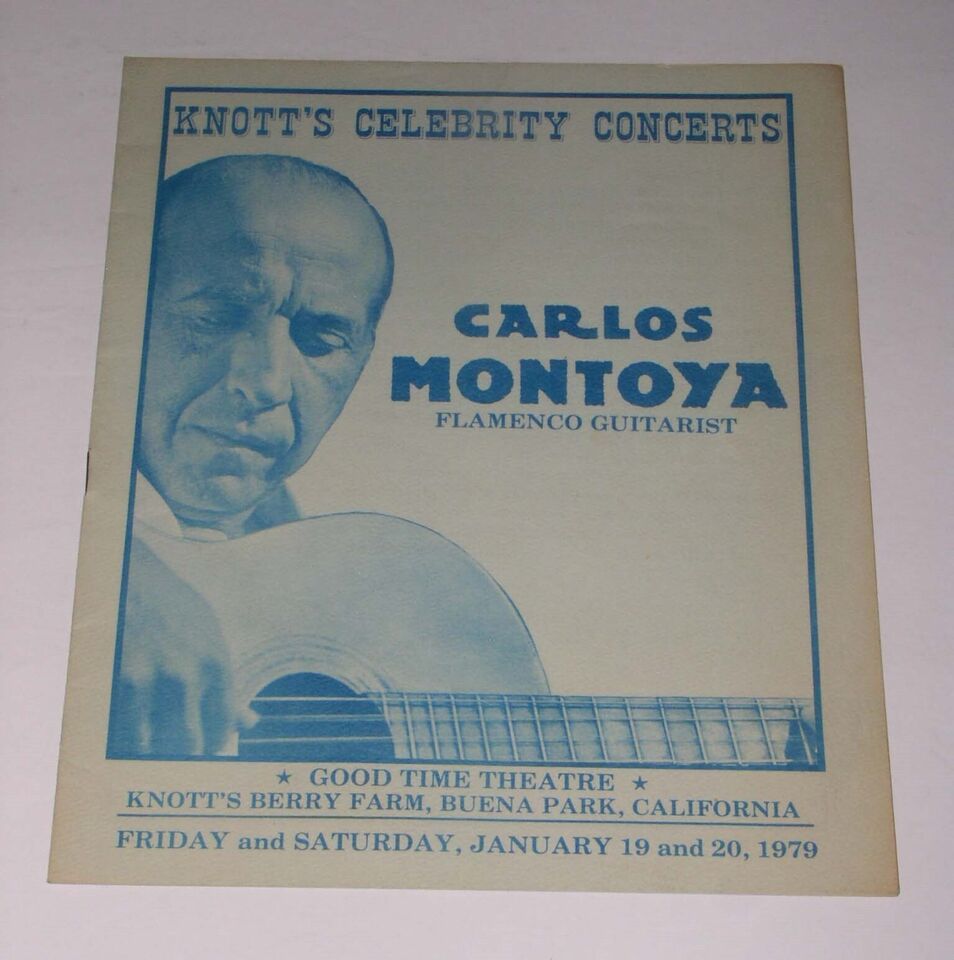 KNOTT'S CELEBRITY CONCERTS
CARLOS
MONTOYA
FLAMENCO GUITARIST
★ GOOD TIME THEATRE ★
KNOTT'S BERRY FARM, BUENA PARK, CALIFORNIA
FRIDAY and SATURDAY, JANUARY 19 and 20, 1979